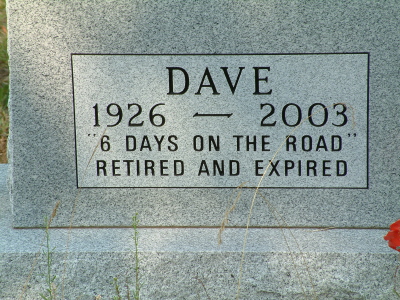 DAVE
1926 — 2003
"6 DAYS ON THE ROAD"
RETIRED AND EXPIRED